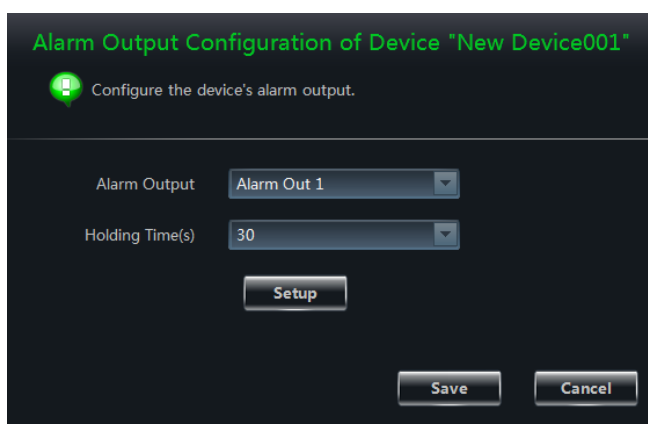 Alarm Output Configuration of Device "New Device001"
Configure the device's alarm output.
Alarm Output Alarm Out 1
Holding Time(s) 30
Setup
Save Cancel